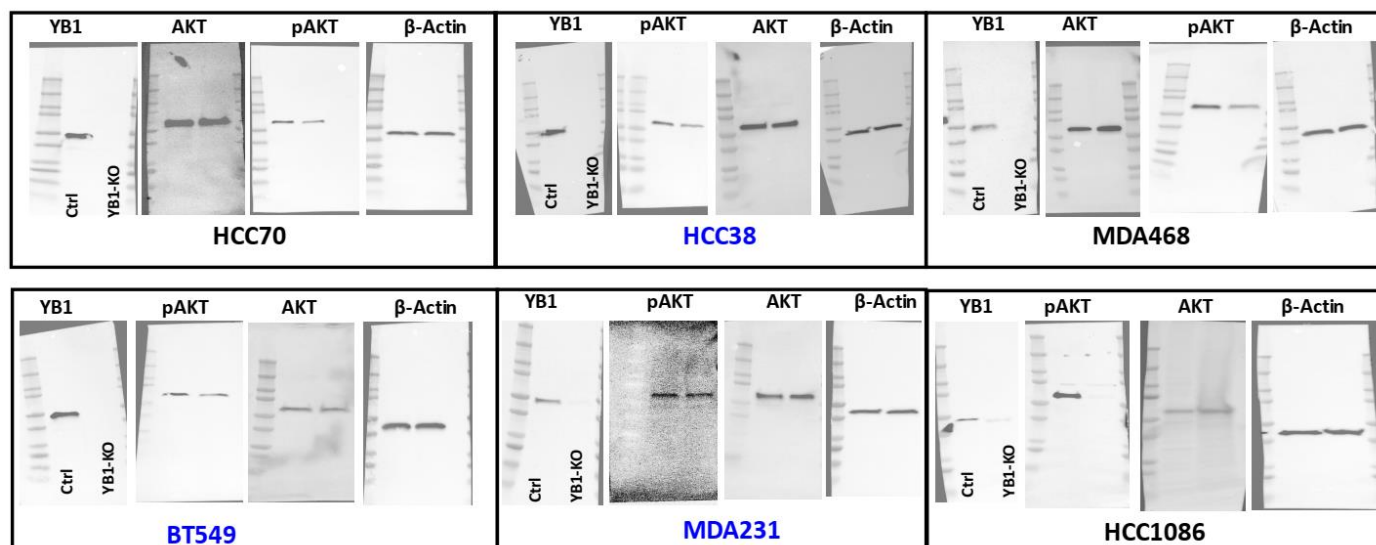 YB1 AKT pAKT β-Actin
Ctrl YB1-KO
HCC70
YB1 pAKT AKT β-Actin
Ctrl YB1-KO
HCC38
YB1 AKT pAKT β-Actin
Ctrl YB1-KO
MDA468
YB1 pAKT AKT β-Actin
Ctrl YB1-KO
BT549
YB1 pAKT AKT β-Actin
Ctrl YB1-KO
MDA231
YB1 pAKT AKT β-Actin
Ctrl YB1-KO
HCC1086